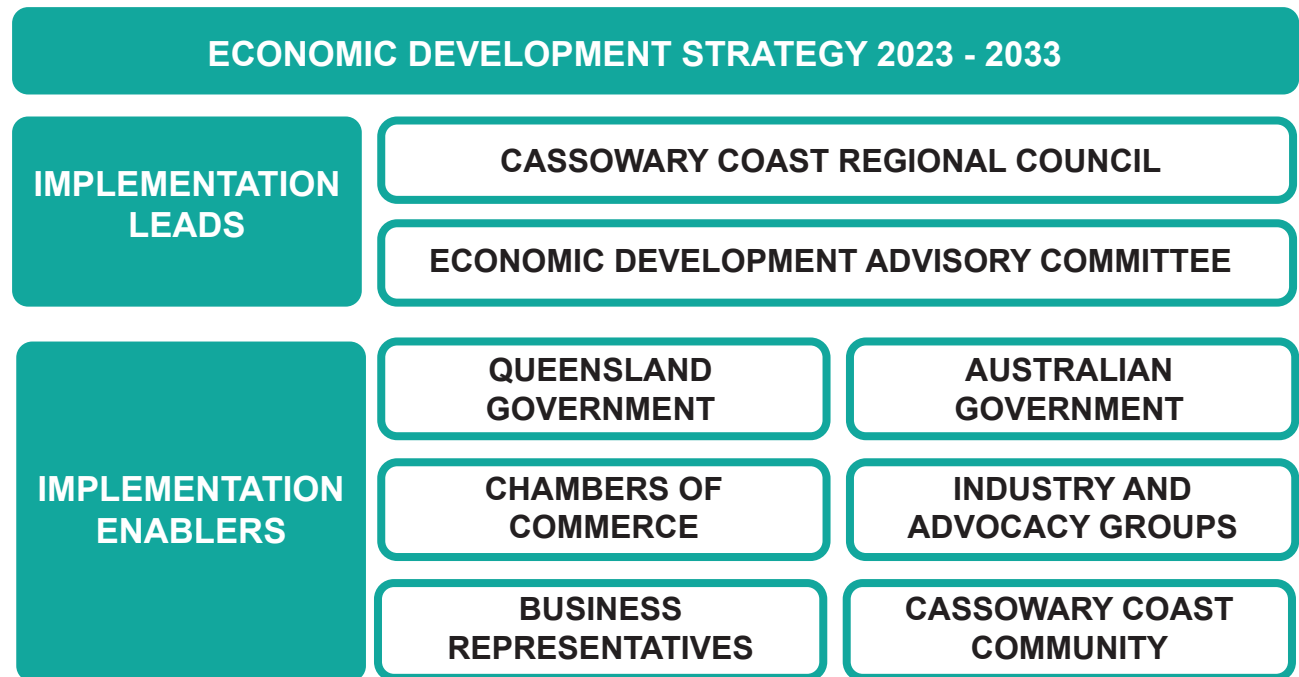 ECONOMIC DEVELOPMENT STRATEGY 2023 - 2033
IMPLEMENTATION
LEADS
CASSOWARY COAST REGIONAL COUNCIL
ECONOMIC DEVELOPMENT ADVISORY COMMITTEE
IMPLEMENTATION
ENABLERS
QUEENSLAND
GOVERNMENT
AUSTRALIAN
GOVERNMENT
CHAMBERS OF
COMMERCE
INDUSTRY AND
ADVOCACY GROUPS
BUSINESS
REPRESENTATIVES
CASSOWARY COAST
COMMUNITY